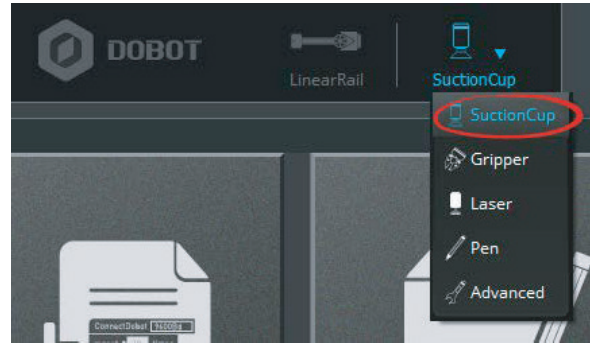 DOBOT
LinearRail
SuctionCup
SuctionCup
Gripper
Laser
Pen
Advanced
ConnectDobot